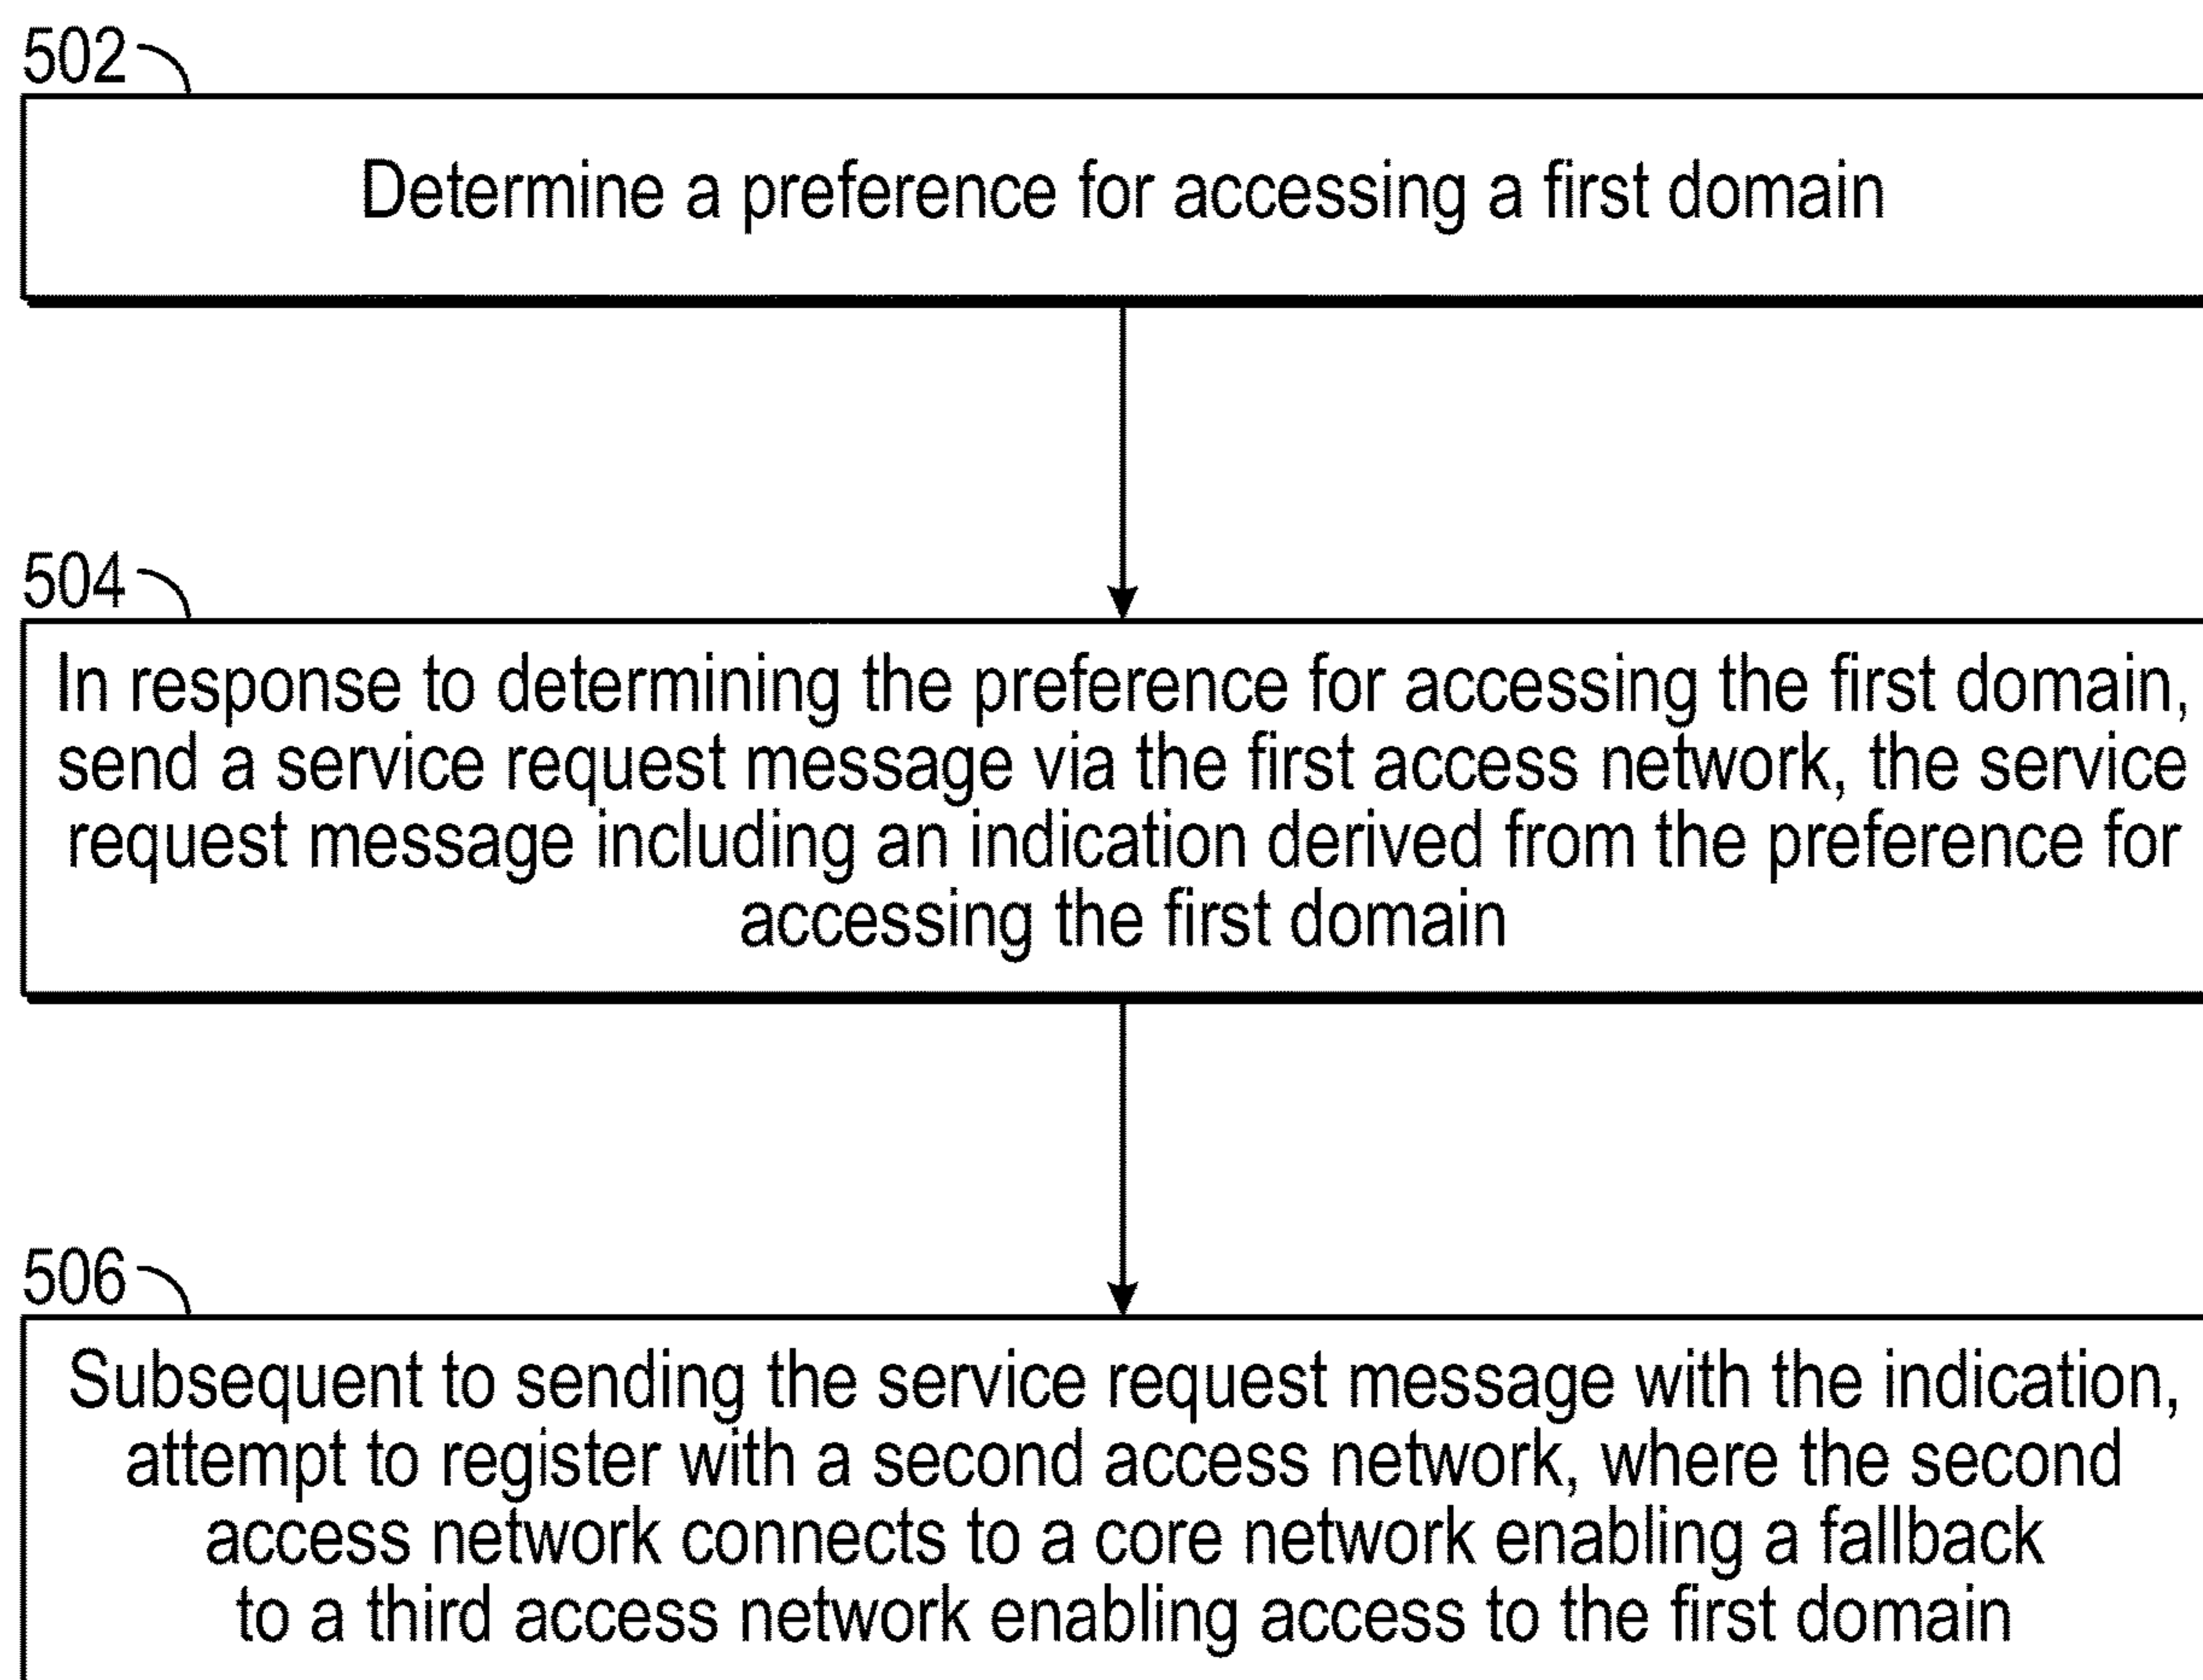 502
Determine a preference for accessing a first domain
504
In response to determining the preference for accessing the first domain,
send a service request message via the first access network, the service
request message including an indication derived from the preference for
accessing the first domain
506
Subsequent to sending the service request message with the indication,
attempt to register with a second access network, where the second
access network connects to a core network enabling a fallback
to a third access network enabling access to the first domain